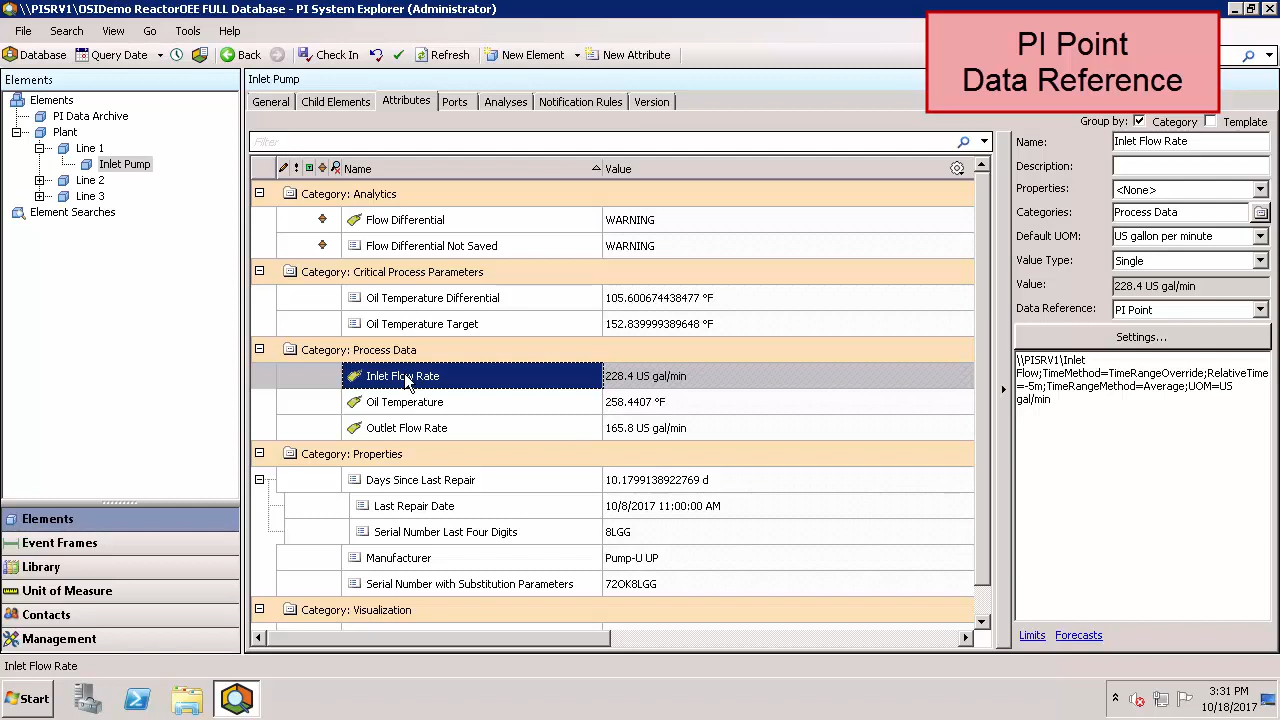 \\PISRV1\OSIDemo ReactorOEE FULL Database - PI System Explorer (Administrator)
File Search View Go Tools Help
Database Query Date Back Check In Refresh New Element New Attribute
PI Point
Data Reference
Elements
Elements
PI Data Archive
Plant
Line 1
Inlet Pump
Line 2
Line 3
Element Searches
Elements
Event Frames
Library
Unit of Measure
Contacts
Management
Inlet Pump
General Child Elements Attributes Ports Analyses Notification Rules Version
Group by: Category Template
Filter
Name Value
Category: Analytics
Flow Differential WARNING
Flow Differential Not Saved WARNING
Category: Critical Process Parameters
Oil Temperature Differential 105.600674438477 °F
Oil Temperature Target 152.839999389648 °F
Category: Process Data
Inlet Flow Rate 228.4 US gal/min
Oil Temperature 258.4407 °F
Outlet Flow Rate 165.8 US gal/min
Category: Properties
Days Since Last Repair 10.1799138922769 d
Last Repair Date 10/8/2017 11:00:00 AM
Serial Number Last Four Digits 8LGG
Manufacturer Pump-U UP
Serial Number with Substitution Parameters 72OK8LGG
Category: Visualization
Name: Inlet Flow Rate
Description:
Properties: <None>
Categories: Process Data
Default UOM: US gallon per minute
Value Type: Single
Value: 228.4 US gal/min
Data Reference: PI Point
Settings...
\\PISRV1\Inlet
Flow;TimeMethod=TimeRangeOverride;RelativeTime
=-5m;TimeRangeMethod=Average;UOM=US
gal/min
Limits Forecasts
Inlet Flow Rate
Start
3:31 PM
10/18/2017